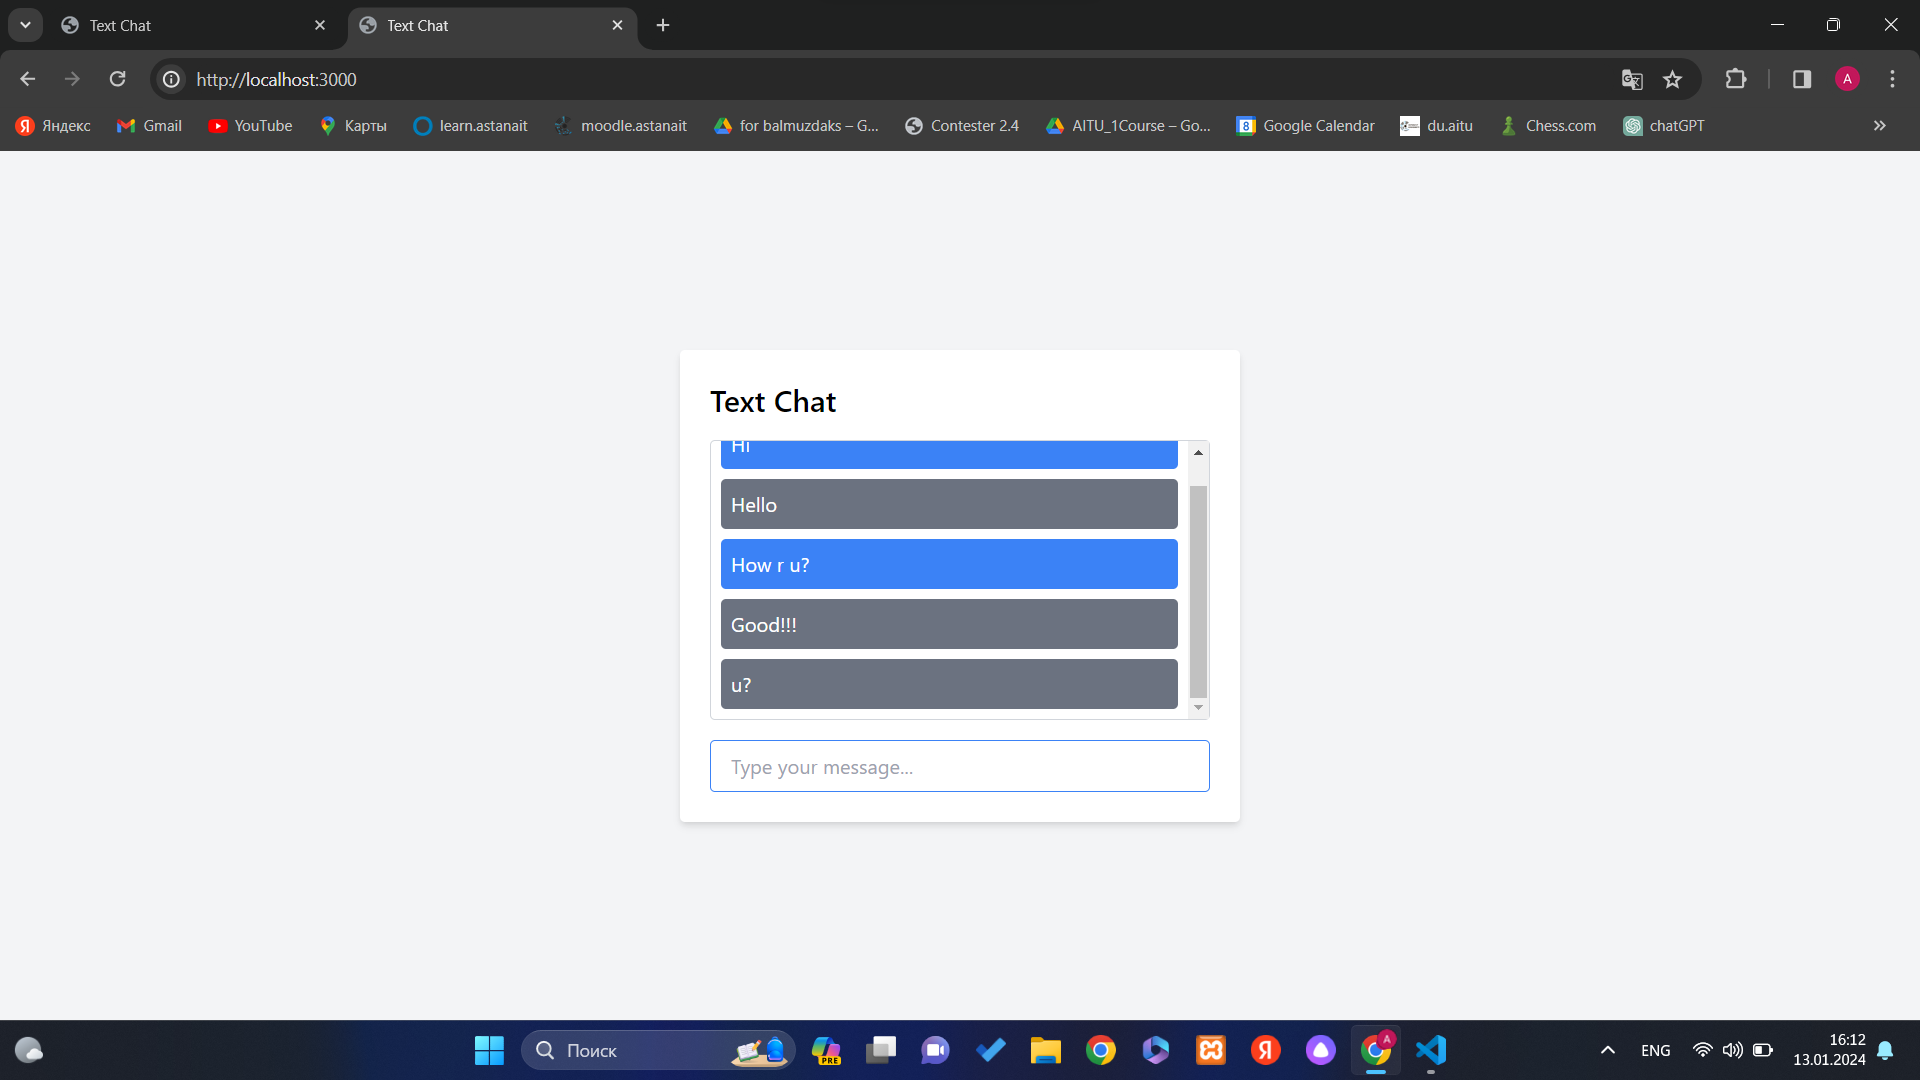 Text Chat
Text Chat
http://localhost:3000
A
Яндекс
Gmail
YouTube
Карты
learn.astanait
moodle.astanait
for balmuzdaks – G...
Contester 2.4
AITU_1Course – Go...
8
Google Calendar
du.aitu
Chess.com
chatGPT
Text Chat
Hi
Hello
How r u?
Good!!!
u?
Type your message...
Поиск
PRE
Я
A
ENG
16:12
13.01.2024